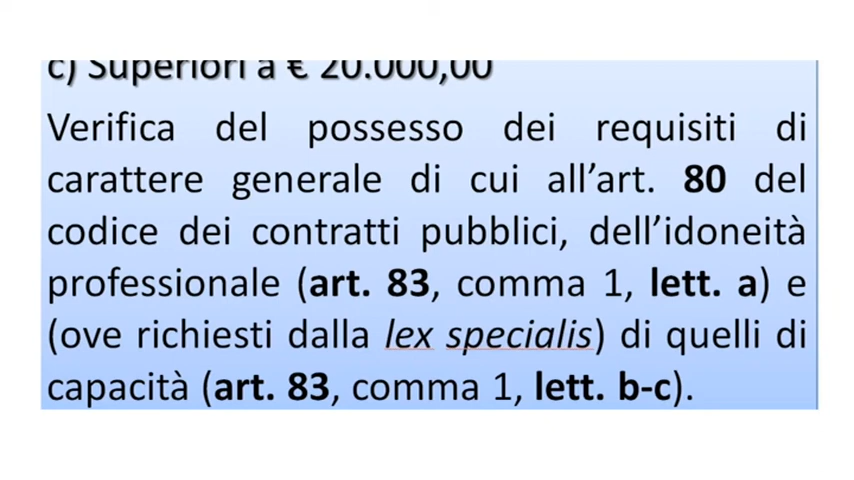 c) Superiori a € 20.000,00
Verifica del possesso dei requisiti di
carattere generale di cui all’art. 80 del
codice dei contratti pubblici, dell’idoneità
professionale (art. 83, comma 1, lett. a) e
(ove richiesti dalla lex specialis) di quelli di
capacità (art. 83, comma 1, lett. b-c).